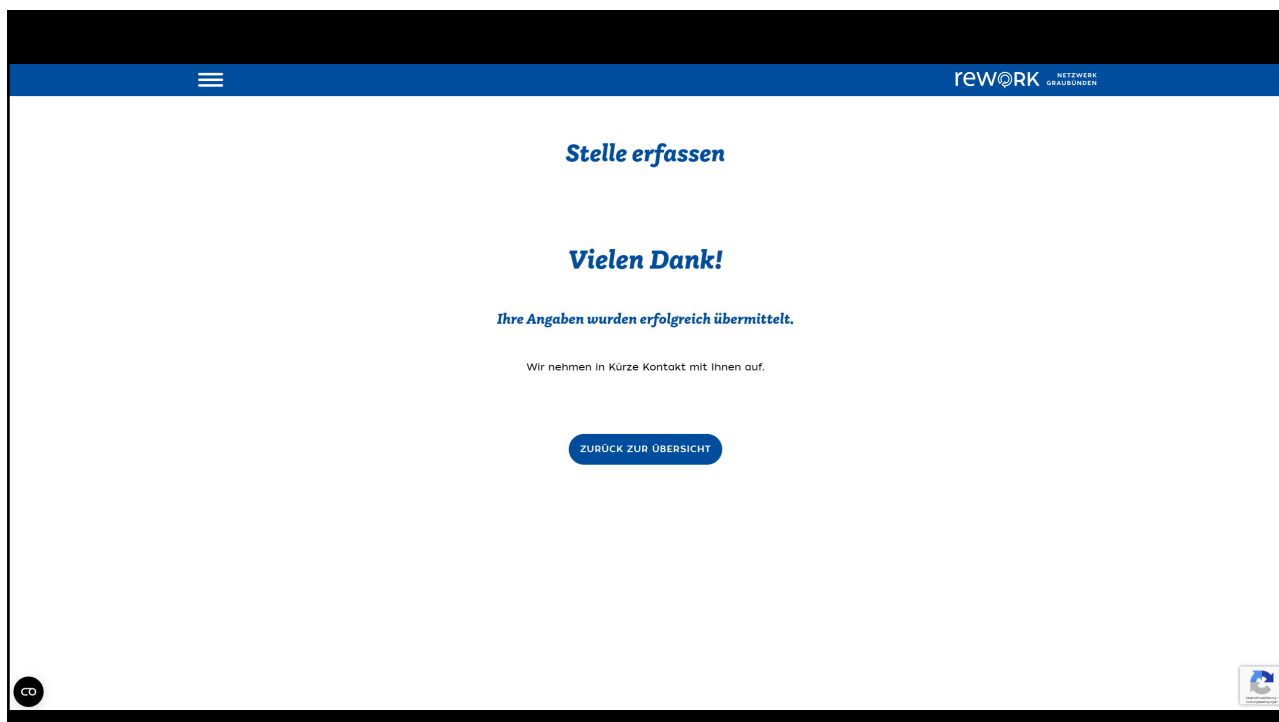 reWORK NETZWERK
GRAUBÜNDEN
Stelle erfassen
Vielen Dank!
Ihre Angaben wurden erfolgreich übermittelt.
Wir nehmen in Kürze Kontakt mit Ihnen auf.
ZURÜCK ZUR ÜBERSICHT